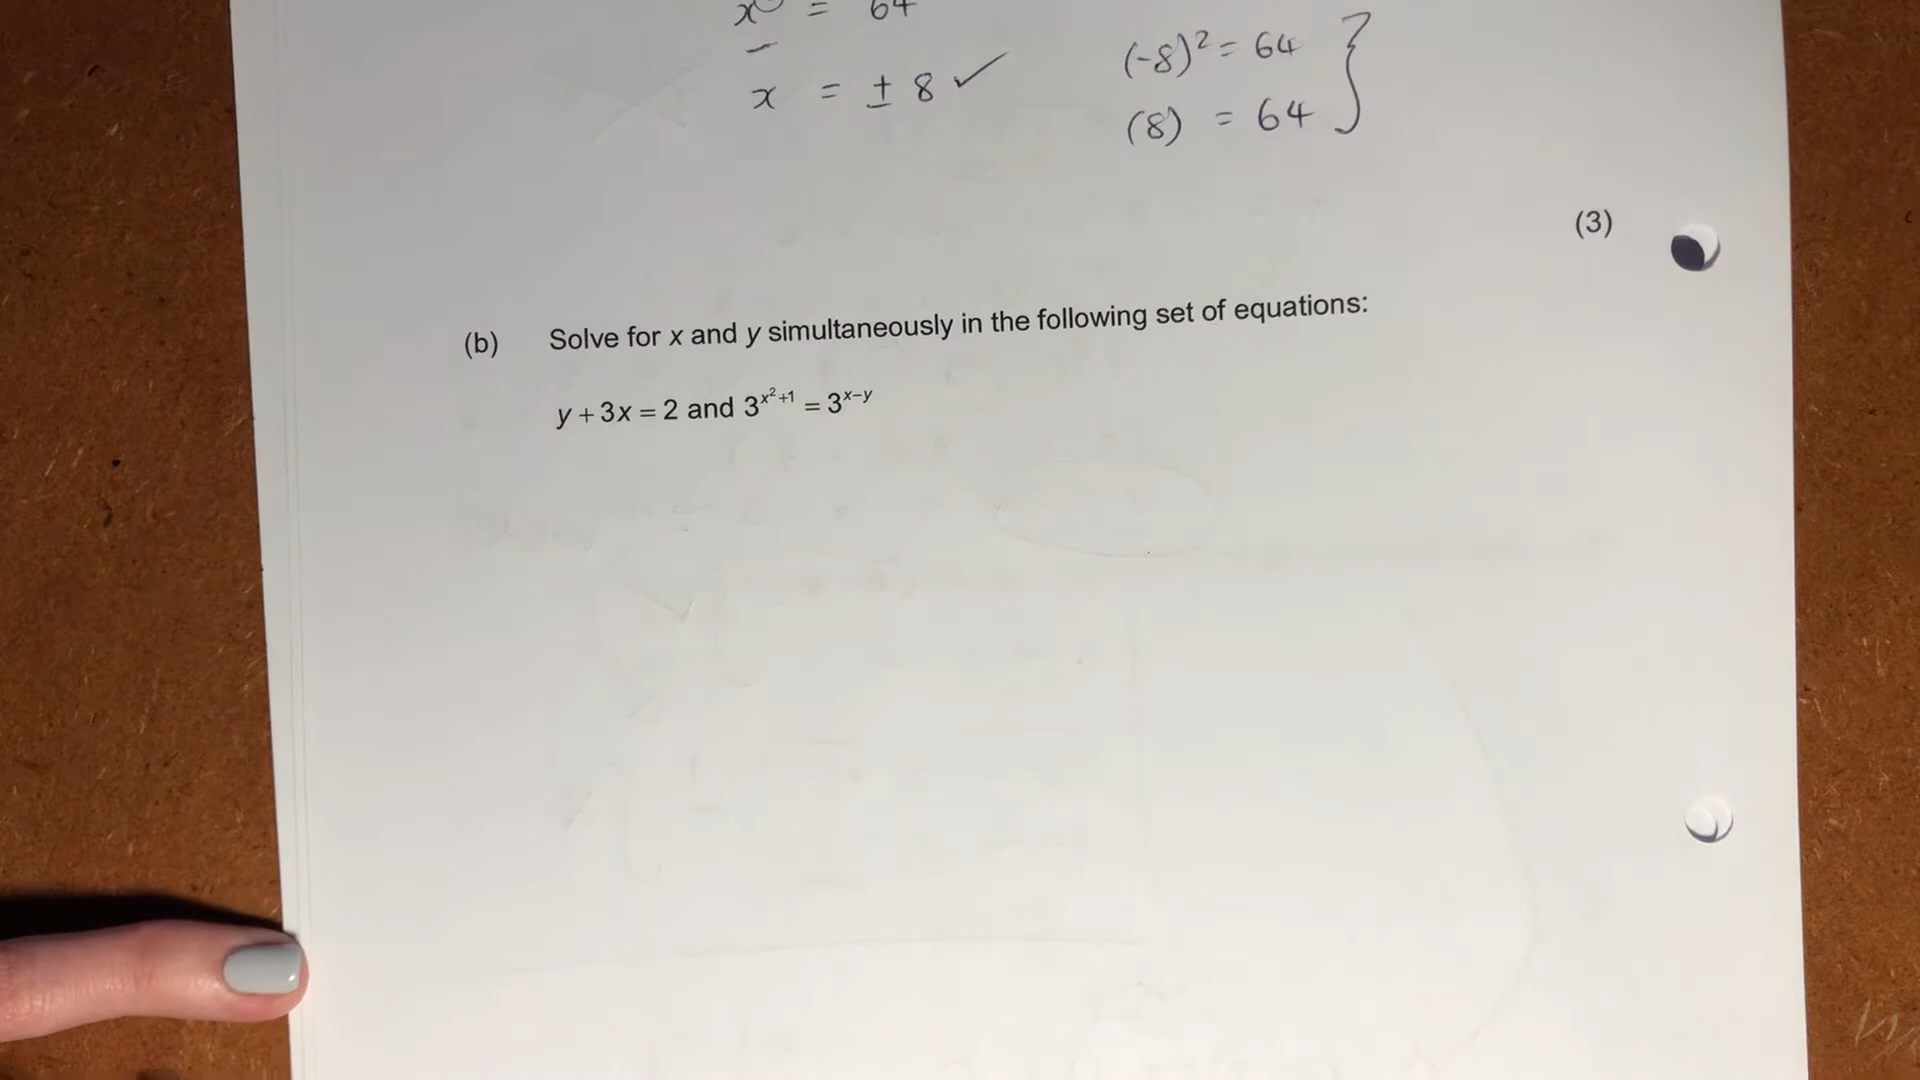 x = 64
x = ± 8 ✓
(-8)² = 64
(8) = 64
(3)
(b) Solve for x and y simultaneously in the following set of equations:
y + 3x = 2 and 3^{x²+1} = 3^{x−y}